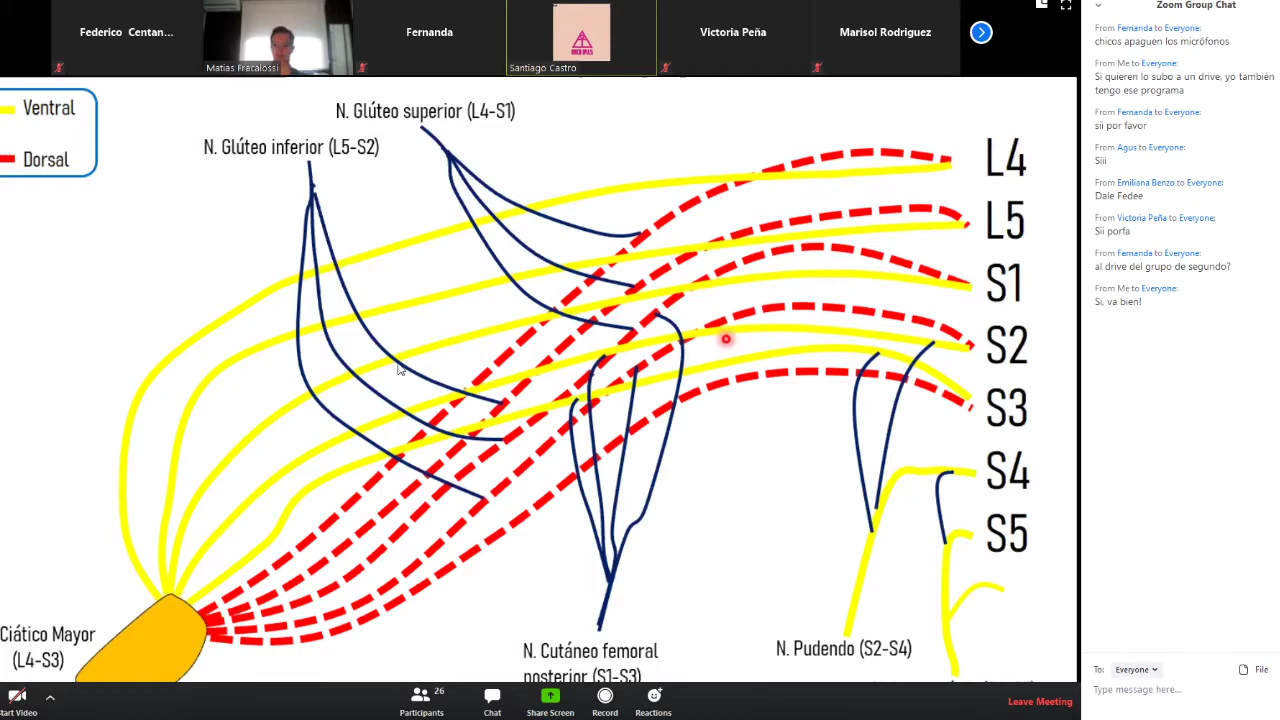 Federico Centan...
Matias Fracalossi
Fernanda
Santiago Castro
Victoria Peña
Marisol Rodriguez
Ventral
Dorsal
N. Glúteo superior (L4-S1)
N. Glúteo inferior (L5-S2)
L4
L5
S1
S2
S3
S4
S5
Ciático Mayor
(L4-S3)
N. Cutáneo femoral
posterior (S1-S3)
N. Pudendo (S2-S4)
Start Video
26
Participants
Chat
Share Screen
Record
Reactions
Leave Meeting
Zoom Group Chat
From Fernanda to Everyone:
chicos apaguen los micrófonos
From Me to Everyone:
Si quieren lo subo a un drive, yo también
tengo ese programa
From Fernanda to Everyone:
sii por favor
From Agus to Everyone:
Siii
From Emiliana Benzo to Everyone:
Dale Fedee
From Victoria Peña to Everyone:
Sii porfa
From Fernanda to Everyone:
al drive del grupo de segundo?
From Me to Everyone:
Si, va bien!
To: Everyone
File
Type message here...